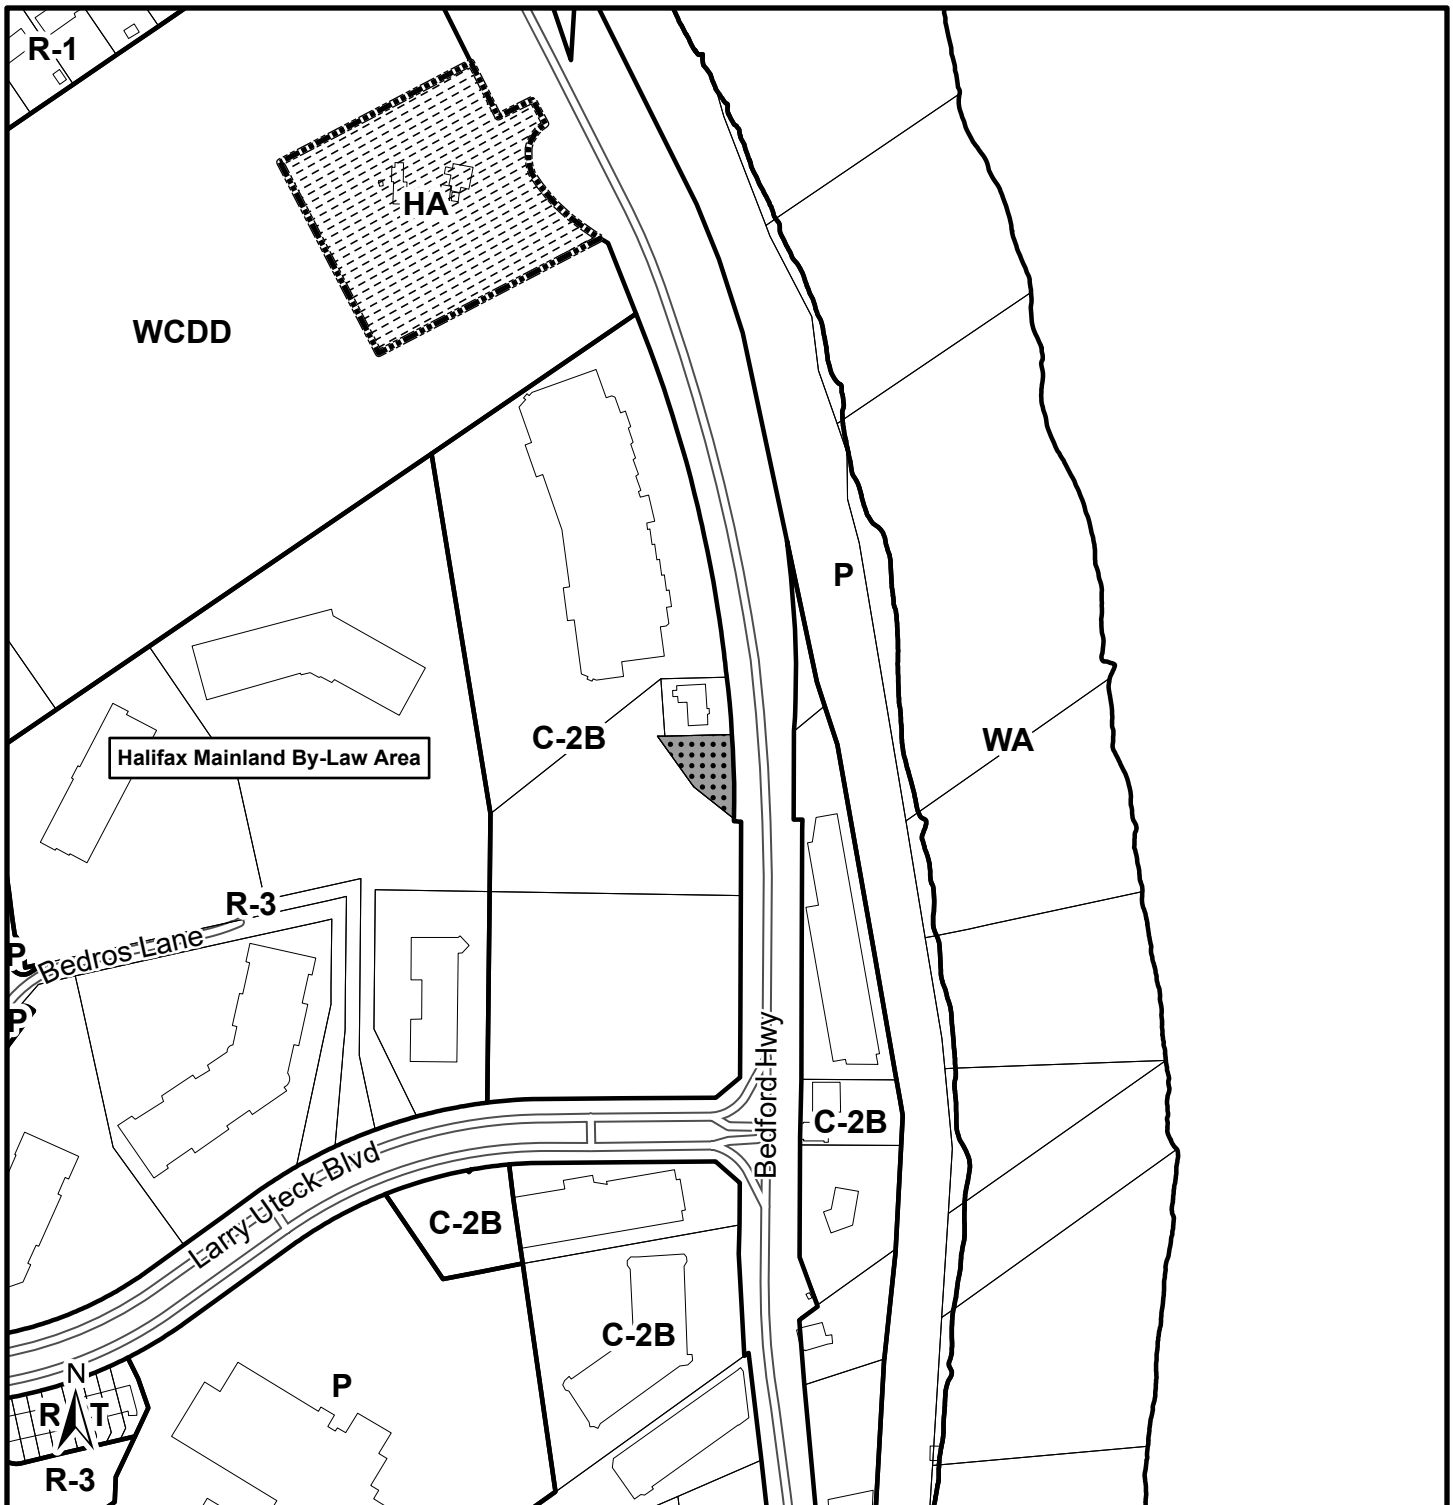 R-1
HA
WCDD
P
C-2B
WA
Halifax Mainland By-Law Area
R-3
Bedros Lane
P
P
Bedford Hwy
C-2B
Larry Uteck Blvd
C-2B
C-2B
N
P
R T
R-3